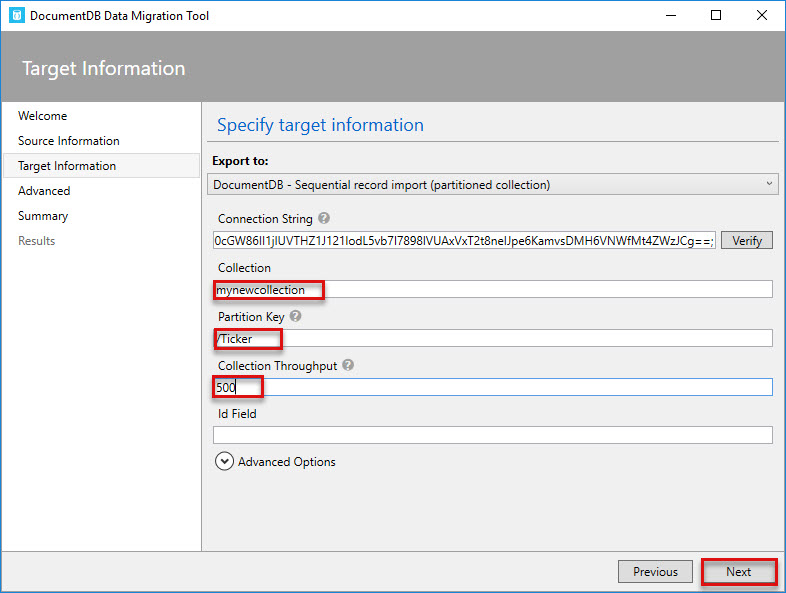 DocumentDB Data Migration Tool
Target Information
Welcome
Source Information
Target Information
Advanced
Summary
Results
Specify target information
Export to:
DocumentDB - Sequential record import (partitioned collection)
Connection String
0cGW86II1jIUVTHZ1J121IodL5vb7I7898IVUAxVxT2t8neIJpe6KamvsDMH6VNWfMt4ZWzJCg==; Verify
Collection
mynewcollection
Partition Key
/Ticker
Collection Throughput
500
Id Field
Advanced Options
Previous Next